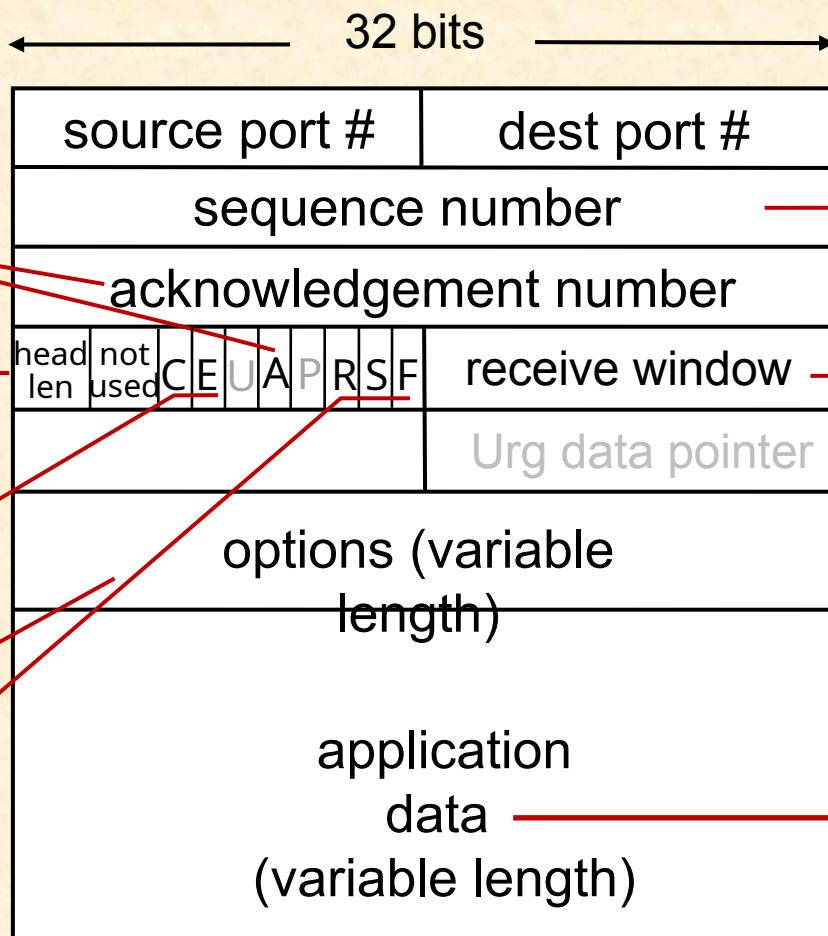 32 bits
source port # dest port #
sequence number
acknowledgement number
head len not used C E U A P R S F receive window
Urg data pointer
options (variable
length)
application
data
(variable length)